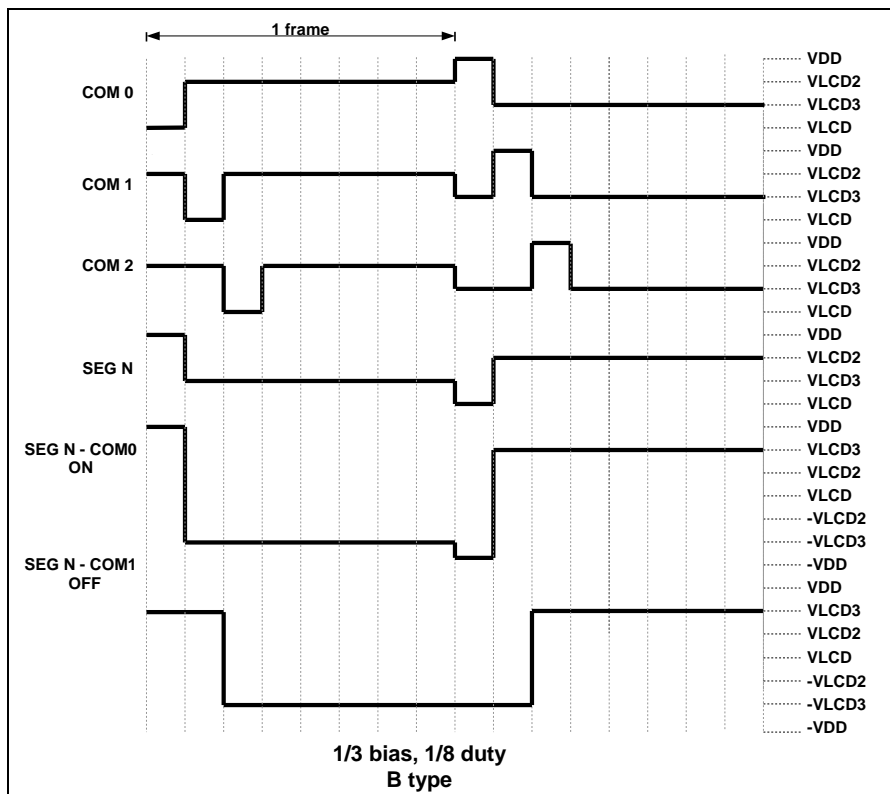 1 frame
COM 0
VDD
VLCD2
VLCD3
VLCD
COM 1
VDD
VLCD2
VLCD3
VLCD
COM 2
VDD
VLCD2
VLCD3
VLCD
SEG N
VDD
VLCD2
VLCD3
VLCD
SEG N - COM0
ON
VDD
VLCD3
VLCD2
VLCD
-VLCD2
-VLCD3
-VDD
SEG N - COM1
OFF
VDD
VLCD3
VLCD2
VLCD
-VLCD2
-VLCD3
-VDD
1/3 bias, 1/8 duty
B type